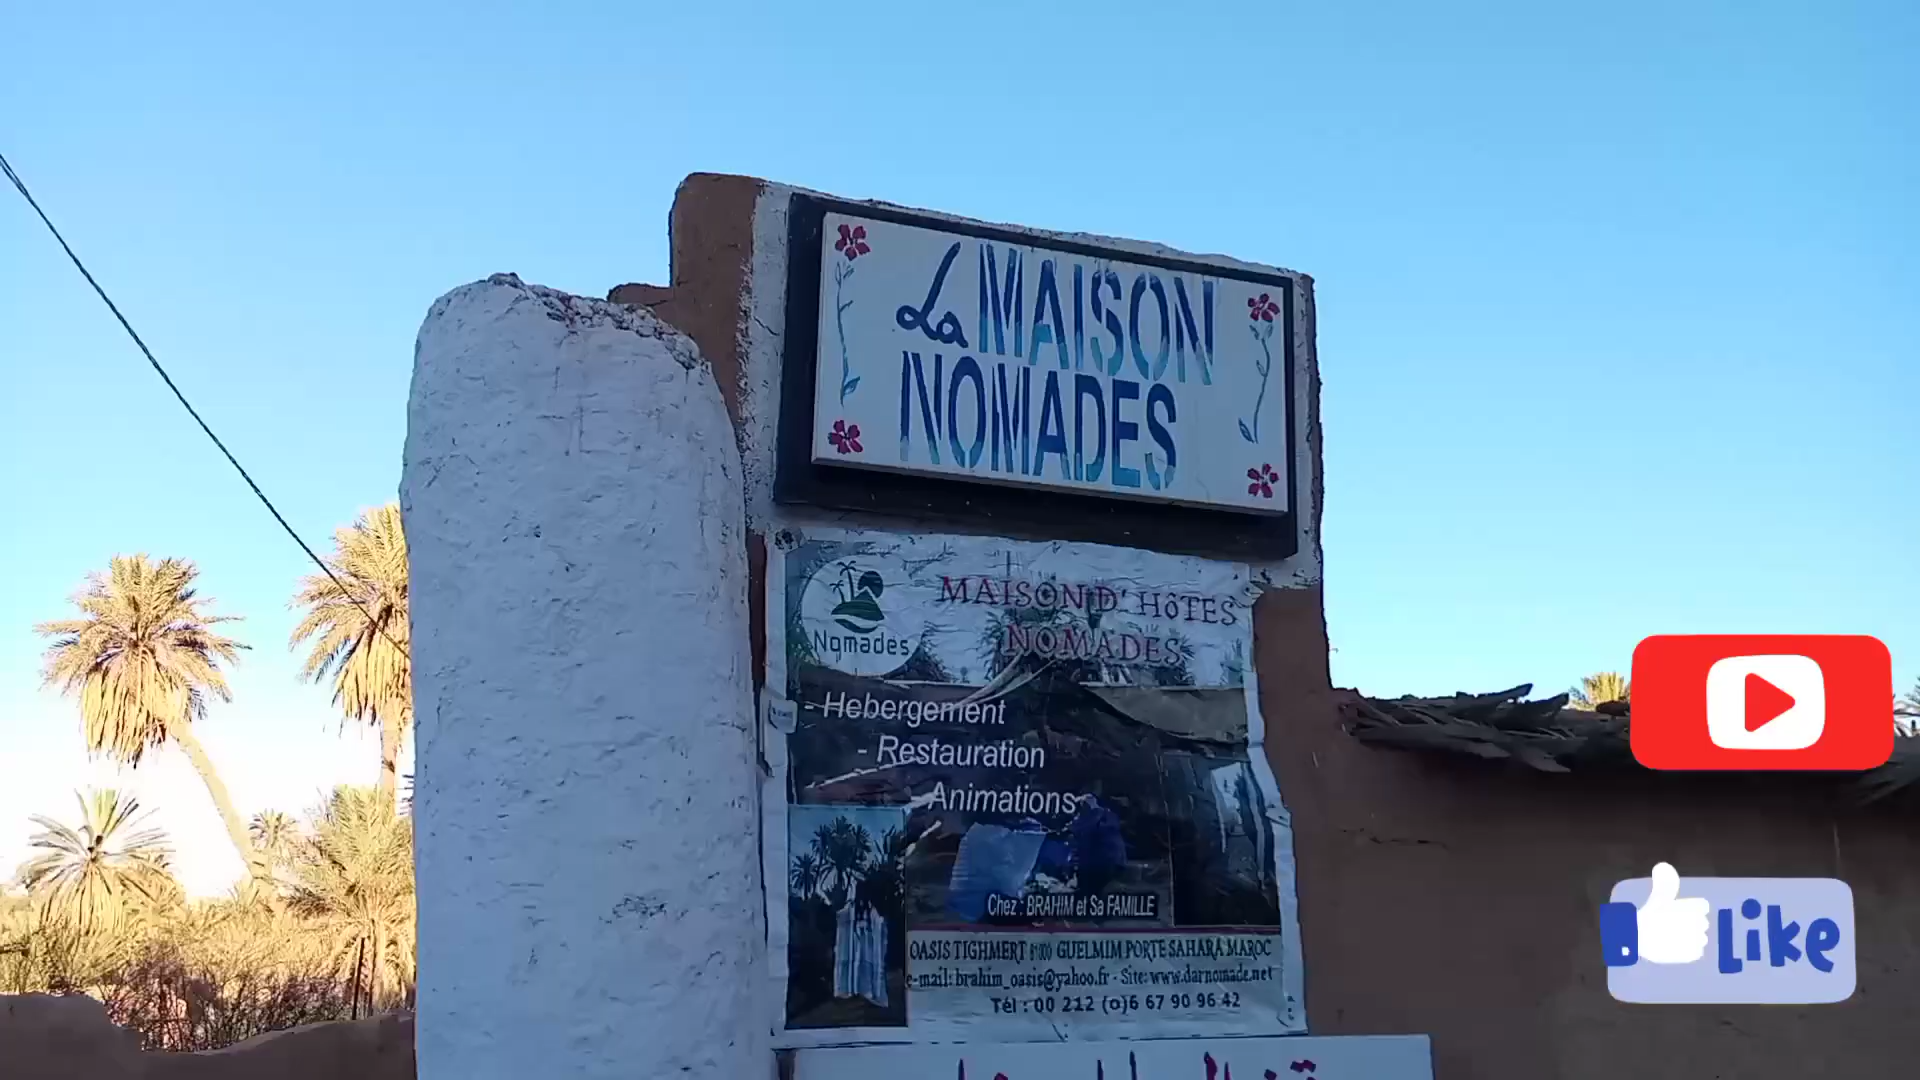 La MAISON
NOMADES
Nomades
MAISON D'HôTES
NOMADES
- Hebergement
- Restauration
- Animations
Chez : BRAHIM et Sa FAMILLE
OASIS TIGHMERT 81000 GUELMIM PORTE SAHARA MAROC
e-mail: brahim_oasis@yahoo.fr - Site: www.darnomade.net
Tél : 00 212 (0)6 67 90 96 42
Like